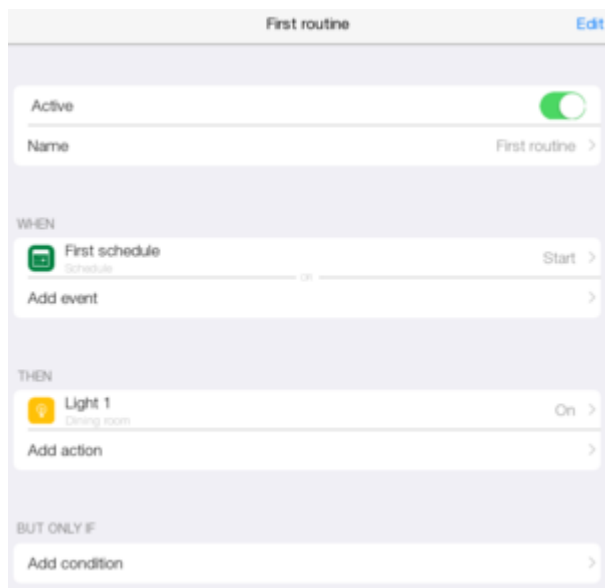 First routine Edit
Active
Name First routine
WHEN
First schedule
Schedule
Start
OR
Add event
THEN
Light 1
Dining room
On
Add action
BUT ONLY IF
Add condition